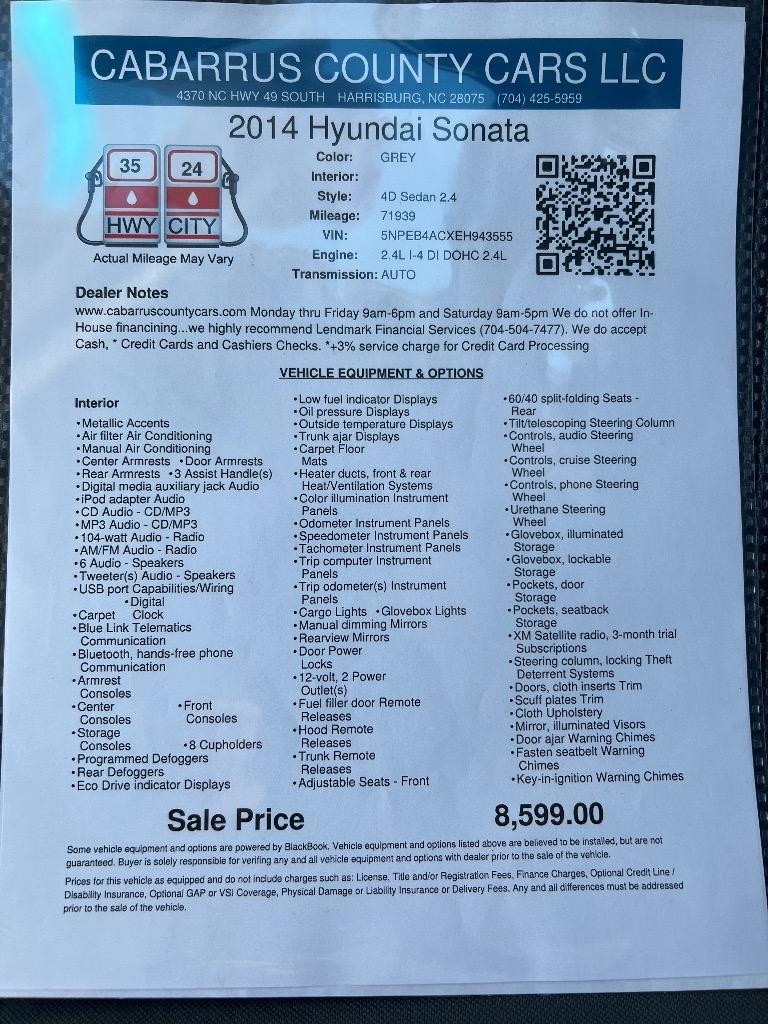 CABARRUS COUNTY CARS LLC
4370 NC HWY 49 SOUTH HARRISBURG, NC 28075 (704) 425-5959
2014 Hyundai Sonata
35 24
HWY CITY
Actual Mileage May Vary
Color: GREY
Interior:
Style: 4D Sedan 2.4
Mileage: 71939
VIN: 5NPEB4ACXEH943555
Engine: 2.4L I-4 DI DOHC 2.4L
Transmission: AUTO
Dealer Notes
www.cabarruscountycars.com Monday thru Friday 9am-6pm and Saturday 9am-5pm We do not offer In-
House financining...we highly recommend Lendmark Financial Services (704-504-7477). We do accept
Cash, * Credit Cards and Cashiers Checks. *+3% service charge for Credit Card Processing
VEHICLE EQUIPMENT & OPTIONS
Interior
•Metallic Accents
•Air filter Air Conditioning
•Manual Air Conditioning
•Center Armrests •Door Armrests
•Rear Armrests •3 Assist Handle(s)
•Digital media auxiliary jack Audio
•iPod adapter Audio
•CD Audio - CD/MP3
•MP3 Audio - CD/MP3
•104-watt Audio - Radio
•AM/FM Audio - Radio
•6 Audio - Speakers
•Tweeter(s) Audio - Speakers
•USB port Capabilities/Wiring
•Digital
•Carpet Clock
•Blue Link Telematics
Communication
•Bluetooth, hands-free phone
Communication
•Armrest
Consoles
•Center •Front
Consoles Consoles
•Storage
Consoles •8 Cupholders
•Programmed Defoggers
•Rear Defoggers
•Eco Drive indicator Displays
•Low fuel indicator Displays
•Oil pressure Displays
•Outside temperature Displays
•Trunk ajar Displays
•Carpet Floor
Mats
•Heater ducts, front & rear
Heat/Ventilation Systems
•Color illumination Instrument
Panels
•Odometer Instrument Panels
•Speedometer Instrument Panels
•Tachometer Instrument Panels
•Trip computer Instrument
Panels
•Trip odometer(s) Instrument
Panels
•Cargo Lights •Glovebox Lights
•Manual dimming Mirrors
•Rearview Mirrors
•Door Power
Locks
•12-volt, 2 Power
Outlet(s)
•Fuel filler door Remote
Releases
•Hood Remote
Releases
•Trunk Remote
Releases
•Adjustable Seats - Front
•60/40 split-folding Seats -
Rear
•Tilt/telescoping Steering Column
•Controls, audio Steering
Wheel
•Controls, cruise Steering
Wheel
•Controls, phone Steering
Wheel
•Urethane Steering
Wheel
•Glovebox, illuminated
Storage
•Glovebox, lockable
Storage
•Pockets, door
Storage
•Pockets, seatback
Storage
•XM Satellite radio, 3-month trial
Subscriptions
•Steering column, locking Theft
Deterrent Systems
•Doors, cloth inserts Trim
•Scuff plates Trim
•Cloth Upholstery
•Mirror, illuminated Visors
•Door ajar Warning Chimes
•Fasten seatbelt Warning
Chimes
•Key-in-ignition Warning Chimes
Sale Price 8,599.00
Some vehicle equipment and options are powered by BlackBook. Vehicle equipment and options listed above are believed to be installed, but are not
guaranteed. Buyer is solely responsible for verifing any and all vehicle equipment and options with dealer prior to the sale of the vehicle.
Prices for this vehicle as equipped and do not include charges such as: License, Title and/or Registration Fees, Finance Charges, Optional Credit Line /
Disability Insurance, Optional GAP or VSI Coverage, Physical Damage or Liability Insurance or Delivery Fees. Any and all differences must be addressed
prior to the sale of the vehicle.